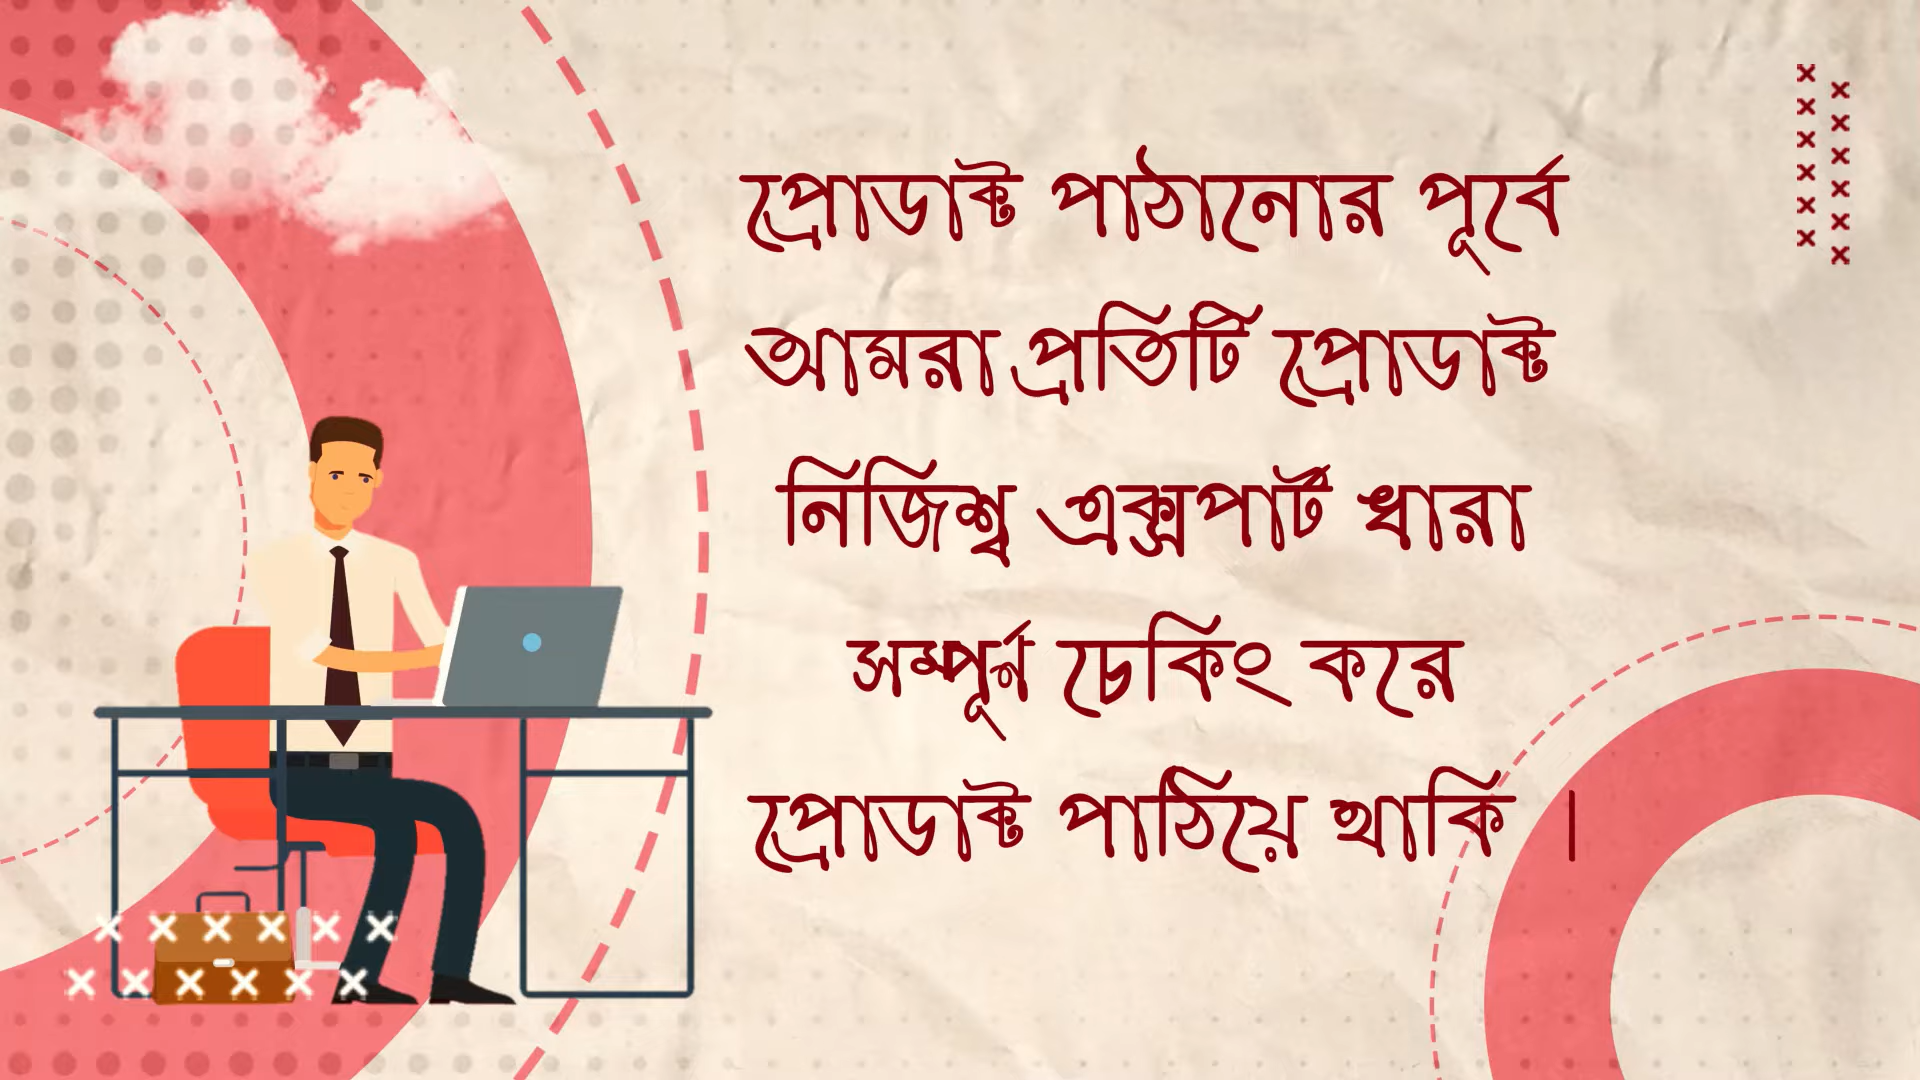 প্রোডাক্ট পাঠানোর পূর্বে
আমরা প্রতিটি প্রোডাক্ট
নিজিশ্ব এক্সপার্ট ধারা
সম্পূর্ণ চেকিং করে
প্রোডাক্ট পাঠিয়ে থাকি ।